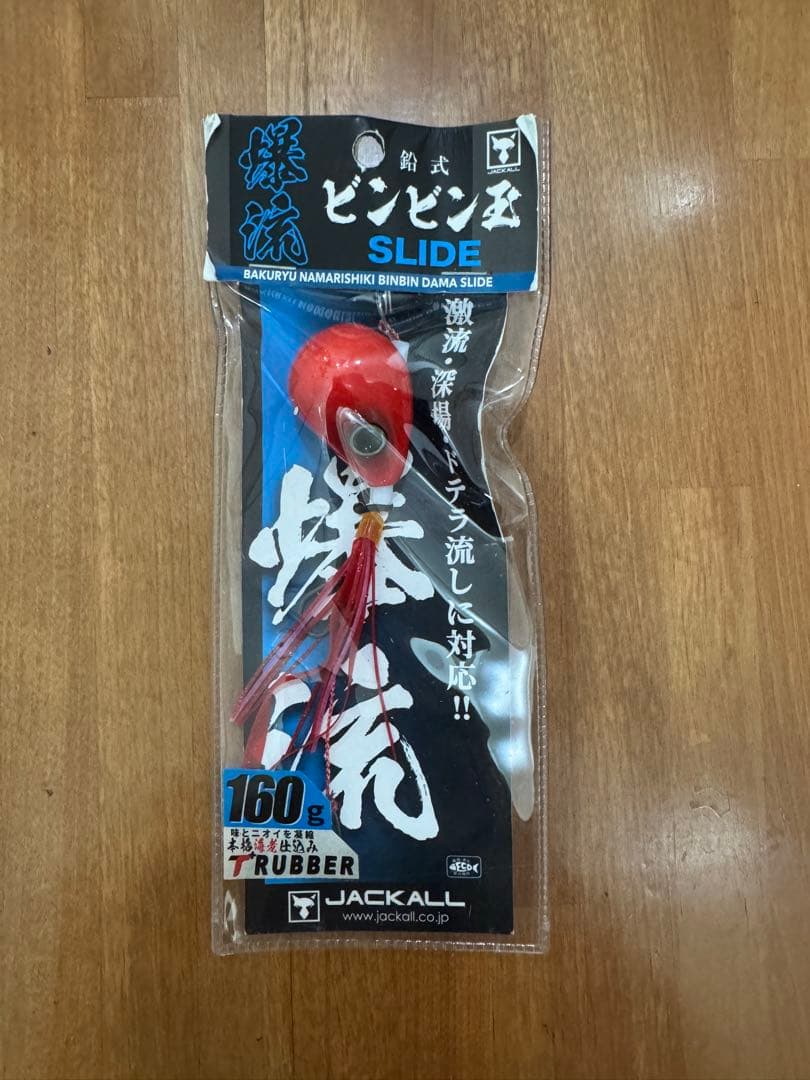 爆流
鉛式
JACKALL
ビンビン玉
SLIDE
BAKURYU NAMARISHIKI BINBIN DAMA SLIDE
激流・深場・ドテラ流しに対応!!
爆流
160g
味とニオイを凝縮
本格海老仕込み
T+RUBBER
JACKALL
www.jackall.co.jp